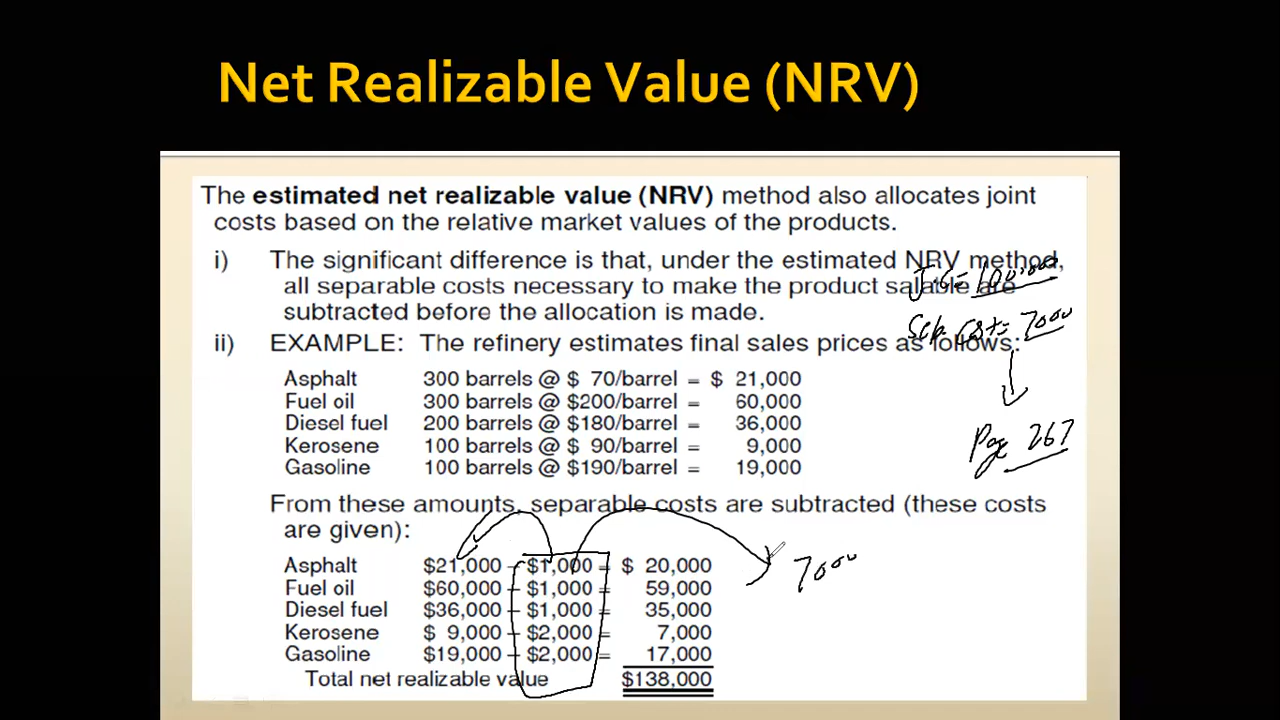 Net Realizable Value (NRV)
The estimated net realizable value (NRV) method also allocates joint
costs based on the relative market values of the products.
i) The significant difference is that, under the estimated NRV method,
all separable costs necessary to make the product salable are
subtracted before the allocation is made.
J.C = 100,000
Seb. Cost = 7000
ii) EXAMPLE: The refinery estimates final sales prices as follows:
Asphalt 300 barrels @ $ 70/barrel = $ 21,000
Fuel oil 300 barrels @ $200/barrel = 60,000
Diesel fuel 200 barrels @ $180/barrel = 36,000
Kerosene 100 barrels @ $ 90/barrel = 9,000
Gasoline 100 barrels @ $190/barrel = 19,000
Page 267
From these amounts, separable costs are subtracted (these costs
are given):
Asphalt $21,000 – $1,000 = $ 20,000
Fuel oil $60,000 – $1,000 = 59,000
Diesel fuel $36,000 – $1,000 = 35,000
Kerosene $ 9,000 – $2,000 = 7,000
Gasoline $19,000 – $2,000 = 17,000
Total net realizable value $138,000
7000